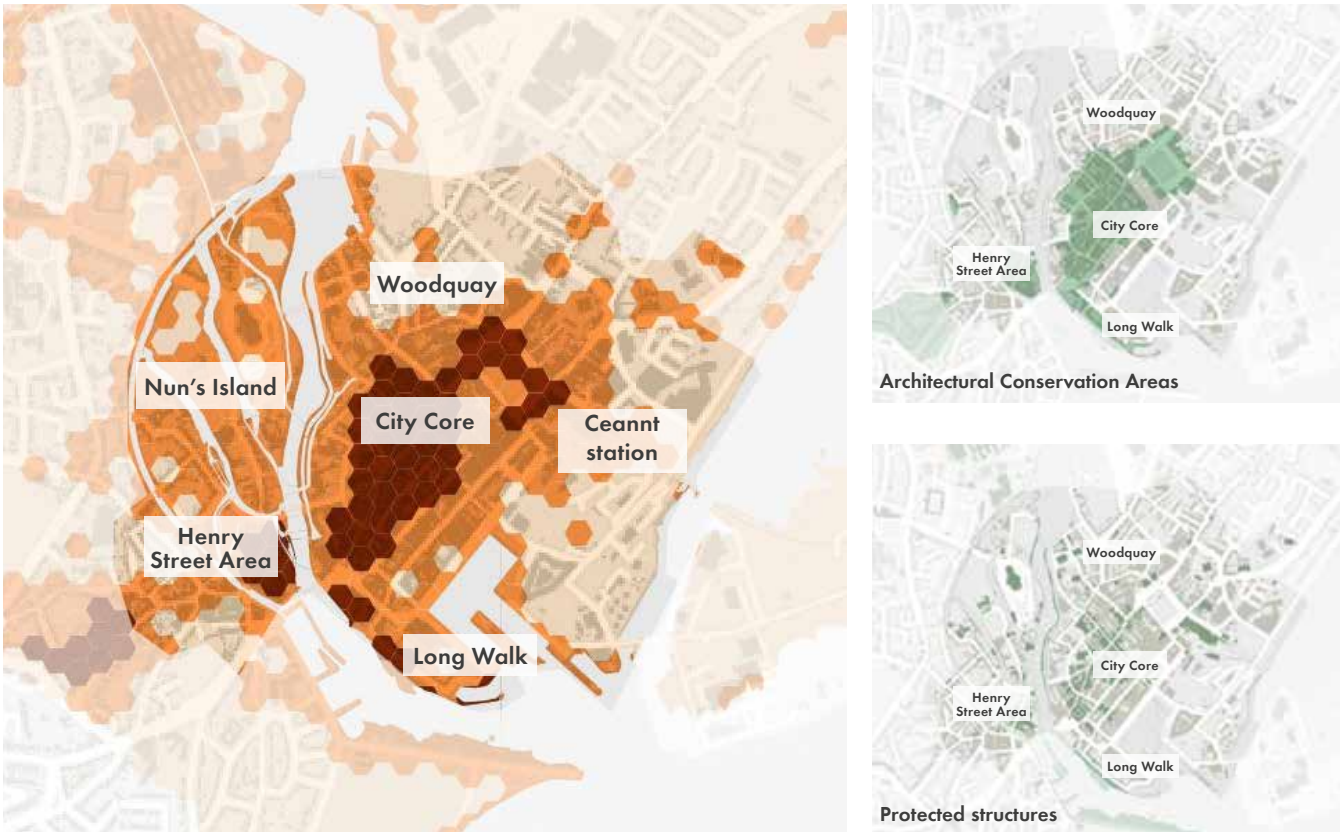 Woodquay
Nun's Island
City Core
Ceannt
station
Henry
Street Area
Long Walk
Woodquay
City Core
Henry
Street Area
Long Walk
Architectural Conservation Areas
Woodquay
City Core
Henry
Street Area
Long Walk
Protected structures